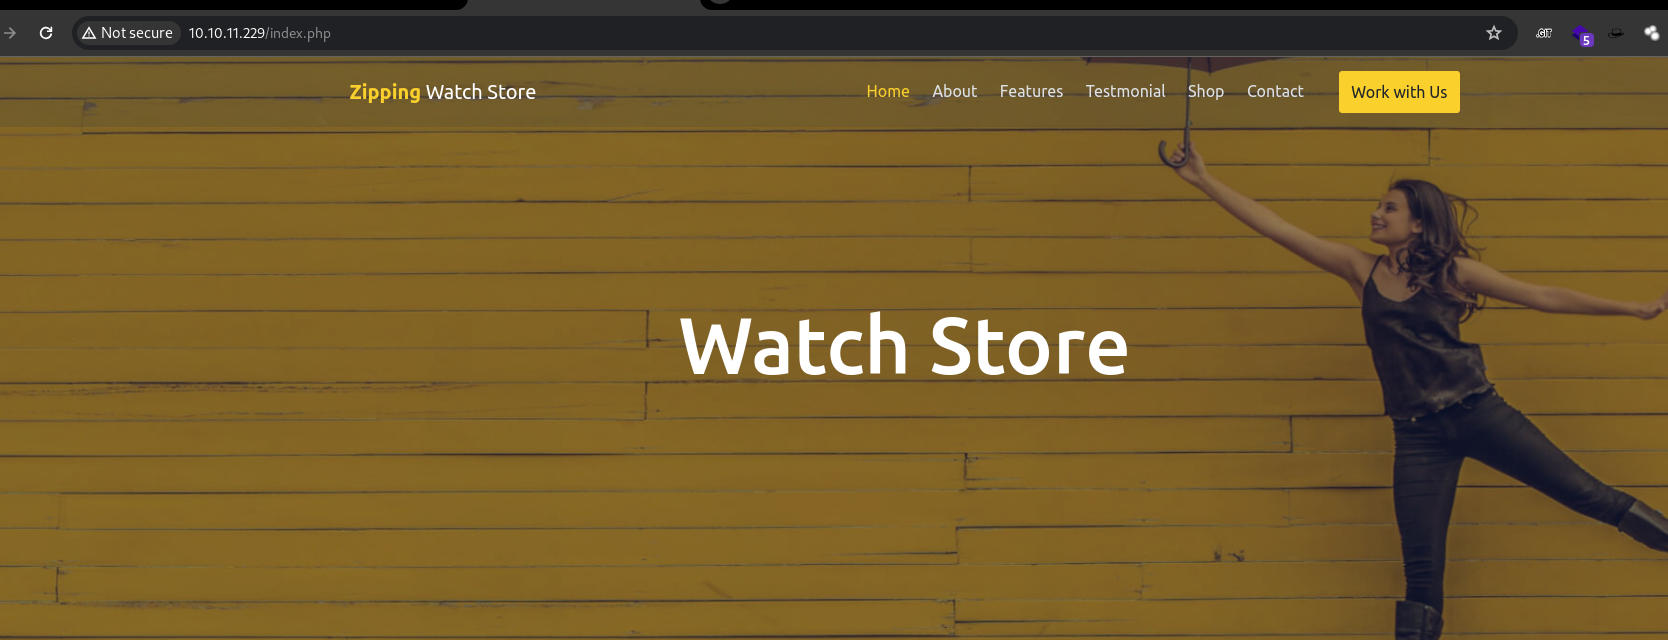 Not secure 10.10.11.229/index.php
.GIT
5
Zipping Watch Store Home About Features Testmonial Shop Contact Work with Us
Watch Store